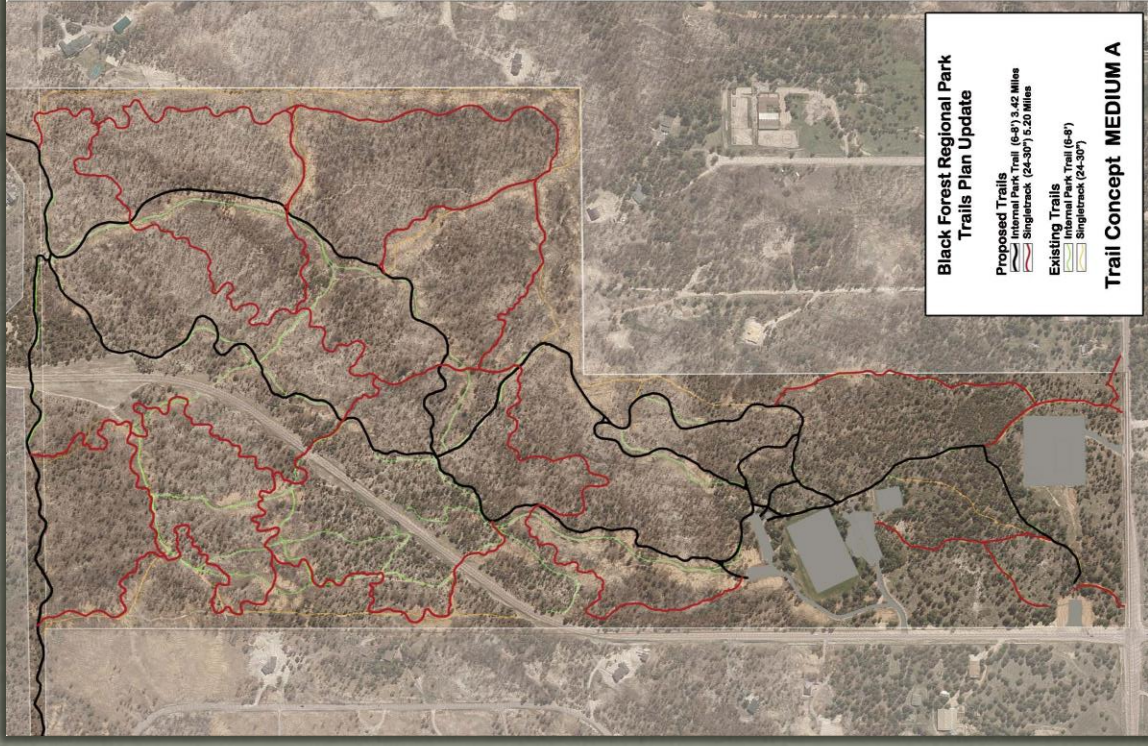 Black Forest Regional Park
Trails Plan Update
Proposed Trails
Internal Park Trail (6-8') 3.42 Miles
Singletrack (24-30") 5.20 Miles
Existing Trails
Internal Park Trail (6-8')
Singletrack (24-30")
Trail Concept MEDIUM A